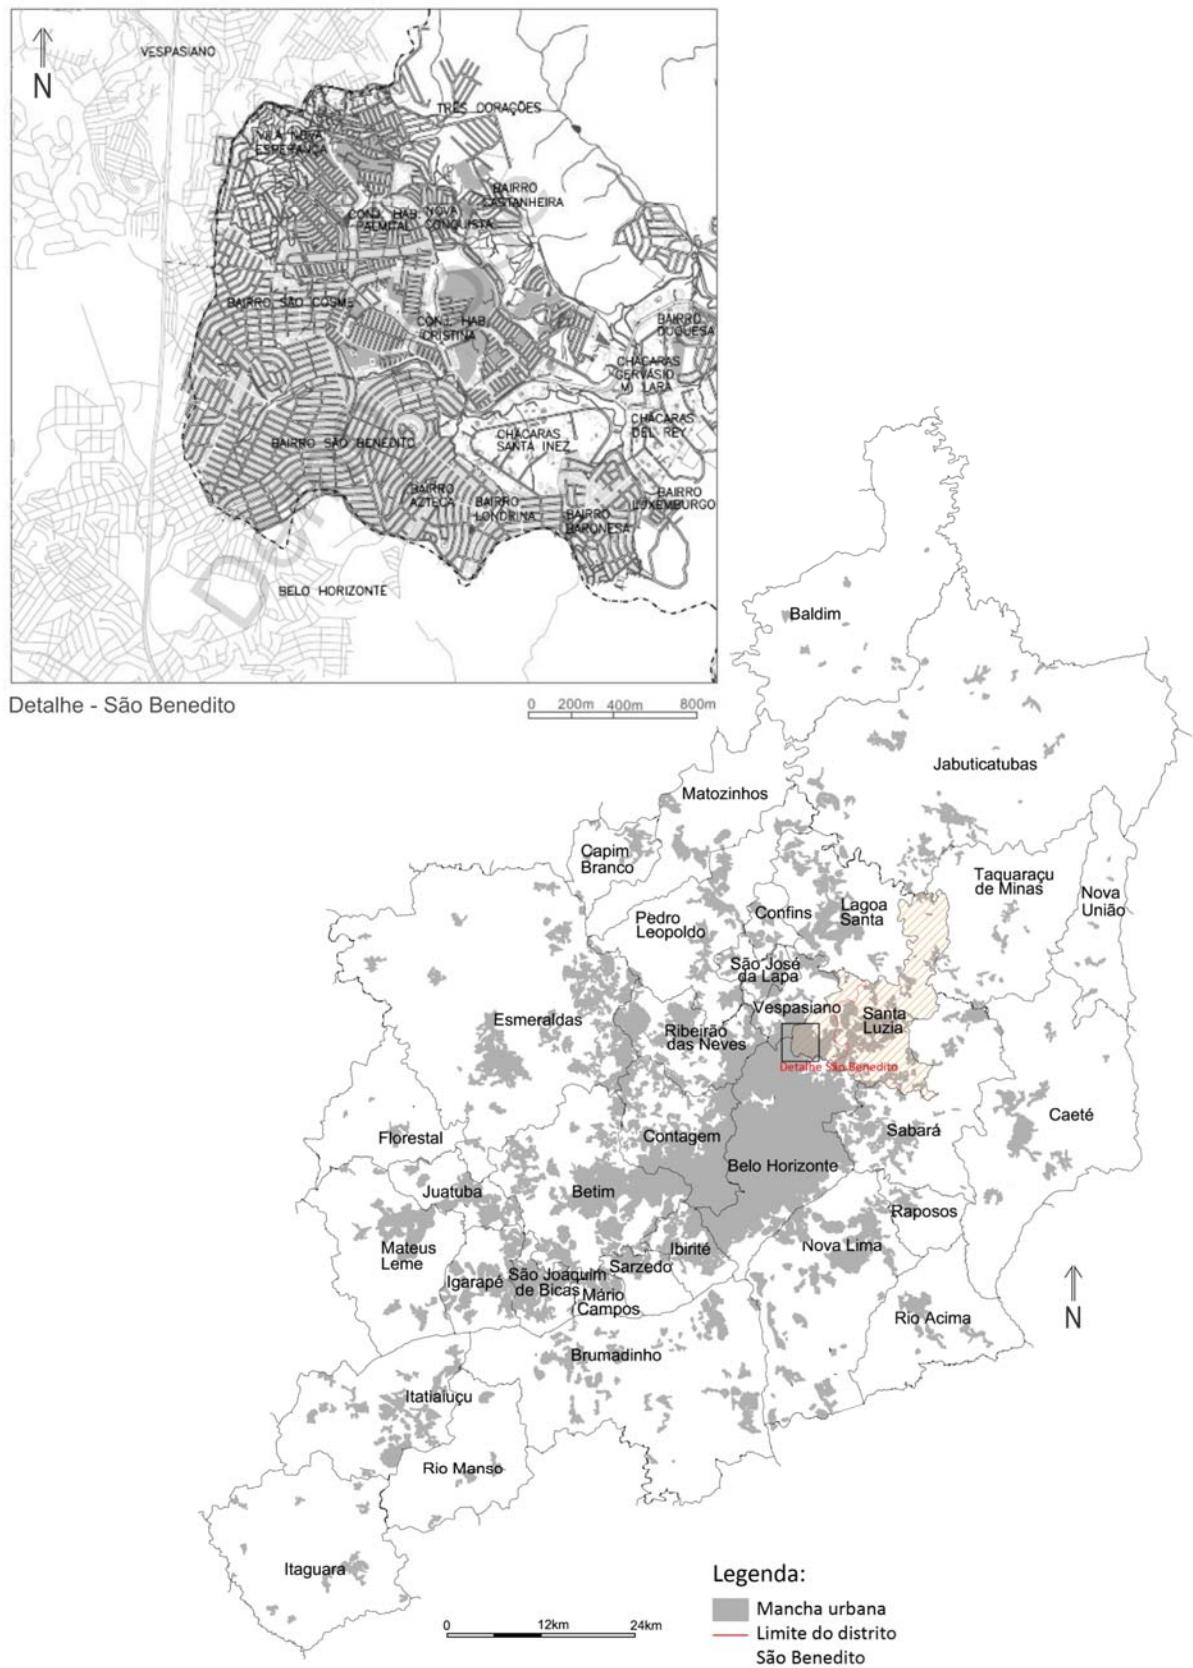 N
VESPASIANO
TRÊS CORAÇÕES
VILA NOVA
ESPERANÇA
BAIRRO
CASTANHEIRA
COND. HAB.
PALMITAL
NOVA
CONQUISTA
BAIRRO SÃO COSME
CONJ. HAB.
CRISTINA
BAIRRO
DUQUESA
CHÁCARAS
GERVÁSIO
M. LARA
CHÁCARAS
DEL REY
BAIRRO SÃO BENEDITO
CHÁCARAS
SANTA INEZ
BAIRRO
AZTECA
BAIRRO
LONDRINA
BAIRRO
BARONESA
BAIRRO
LUXEMBURGO
BELO HORIZONTE
Detalhe - São Benedito
0 200m 400m 800m
Baldim
Jabuticatubas
Matozinhos
Capim
Branco
Taquaraçu
de Minas
Nova
União
Pedro
Leopoldo
Confins
Lagoa
Santa
São José
da Lapa
Vespasiano
Santa
Luzia
Esmeraldas
Ribeirão
das Neves
Detalhe São Benedito
Caeté
Florestal
Contagem
Sabará
Belo Horizonte
Juatuba
Betim
Raposos
Mateus
Leme
Ibirité
Nova Lima
Igarapé
São Joaquim
de Bicas
Sarzedo
Mário
Campos
Rio Acima
N
Brumadinho
Itatiaiuçu
Rio Manso
Itaguara
Legenda:
Mancha urbana
Limite do distrito
São Benedito
0 12km 24km